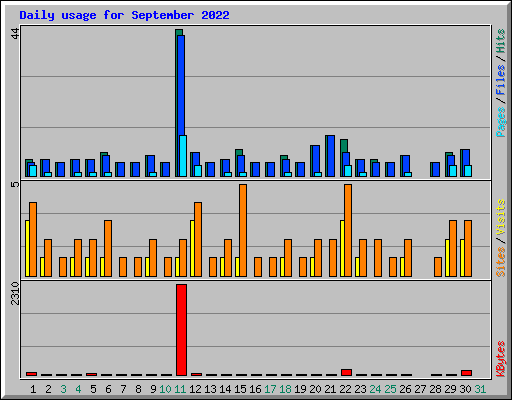 Daily usage for September 2022
44
Pages / Files / Hits
5
Sites / Visits
2310
KBytes
1 2 3 4 5 6 7 8 9 10 11 12 13 14 15 16 17 18 19 20 21 22 23 24 25 26 27 28 29 30 31